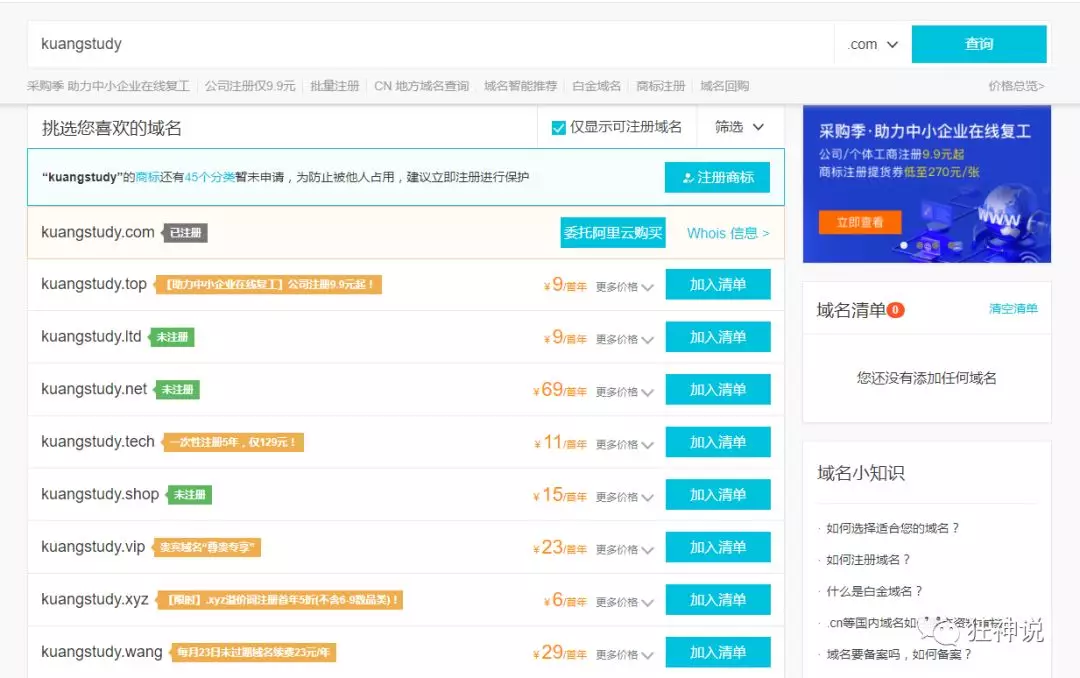 kuangstudy .com 查询
采购季 助力中小企业在线复工 公司注册仅9.9元 批量注册 CN 地方域名查询 域名智能推荐 白金域名 商标注册 域名回购 价格总览>
挑选您喜欢的域名 仅显示可注册域名 筛选
“kuangstudy”的商标还有45个分类暂未申请，为防止被他人占用，建议立即注册进行保护 注册商标
kuangstudy.com 已注册 委托阿里云购买 Whois 信息 >
kuangstudy.top 【助力中小企业在线复工】公司注册9.9元起！ ¥9/首年 更多价格 加入清单
kuangstudy.ltd 未注册 ¥9/首年 更多价格 加入清单
kuangstudy.net 未注册 ¥69/首年 更多价格 加入清单
kuangstudy.tech 一次性注册5年，仅129元！ ¥11/首年 更多价格 加入清单
kuangstudy.shop 未注册 ¥15/首年 更多价格 加入清单
kuangstudy.vip 贵宾域名“尊贵专享” ¥23/首年 更多价格 加入清单
kuangstudy.xyz 【限时】.xyz溢价词注册首年5折(不含6-9数品类)！ ¥6/首年 更多价格 加入清单
kuangstudy.wang 每月23日未过期域名续费23元/年 ¥29/首年 更多价格 加入清单
采购季·助力中小企业在线复工
公司/个体工商注册9.9元起
商标注册提货券低至270元/张
立即查看
WWW
域名清单 0 清空清单
您还没有添加任何域名
域名小知识
· 如何选择适合您的域名？
· 如何注册域名？
· 什么是白金域名？
· .cn等国内域名如
· 域名要备案吗，如何备案？
狂神说